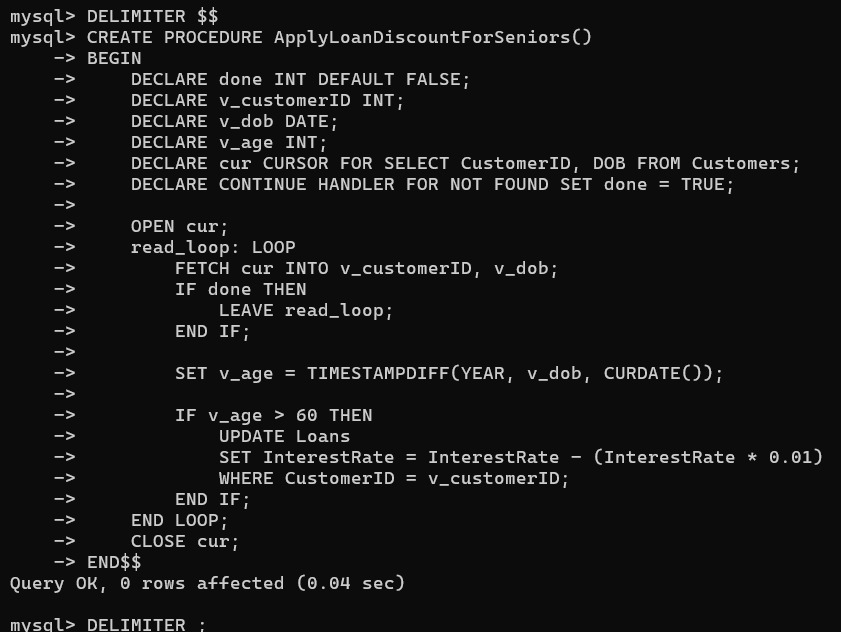 mysql> DELIMITER $$
mysql> CREATE PROCEDURE ApplyLoanDiscountForSeniors()
    -> BEGIN
    ->     DECLARE done INT DEFAULT FALSE;
    ->     DECLARE v_customerID INT;
    ->     DECLARE v_dob DATE;
    ->     DECLARE v_age INT;
    ->     DECLARE cur CURSOR FOR SELECT CustomerID, DOB FROM Customers;
    ->     DECLARE CONTINUE HANDLER FOR NOT FOUND SET done = TRUE;
    ->
    ->     OPEN cur;
    ->     read_loop: LOOP
    ->         FETCH cur INTO v_customerID, v_dob;
    ->         IF done THEN
    ->             LEAVE read_loop;
    ->         END IF;
    ->
    ->         SET v_age = TIMESTAMPDIFF(YEAR, v_dob, CURDATE());
    ->
    ->         IF v_age > 60 THEN
    ->             UPDATE Loans
    ->             SET InterestRate = InterestRate - (InterestRate * 0.01)
    ->             WHERE CustomerID = v_customerID;
    ->         END IF;
    ->     END LOOP;
    ->     CLOSE cur;
    -> END$$
Query OK, 0 rows affected (0.04 sec)

mysql> DELIMITER ;